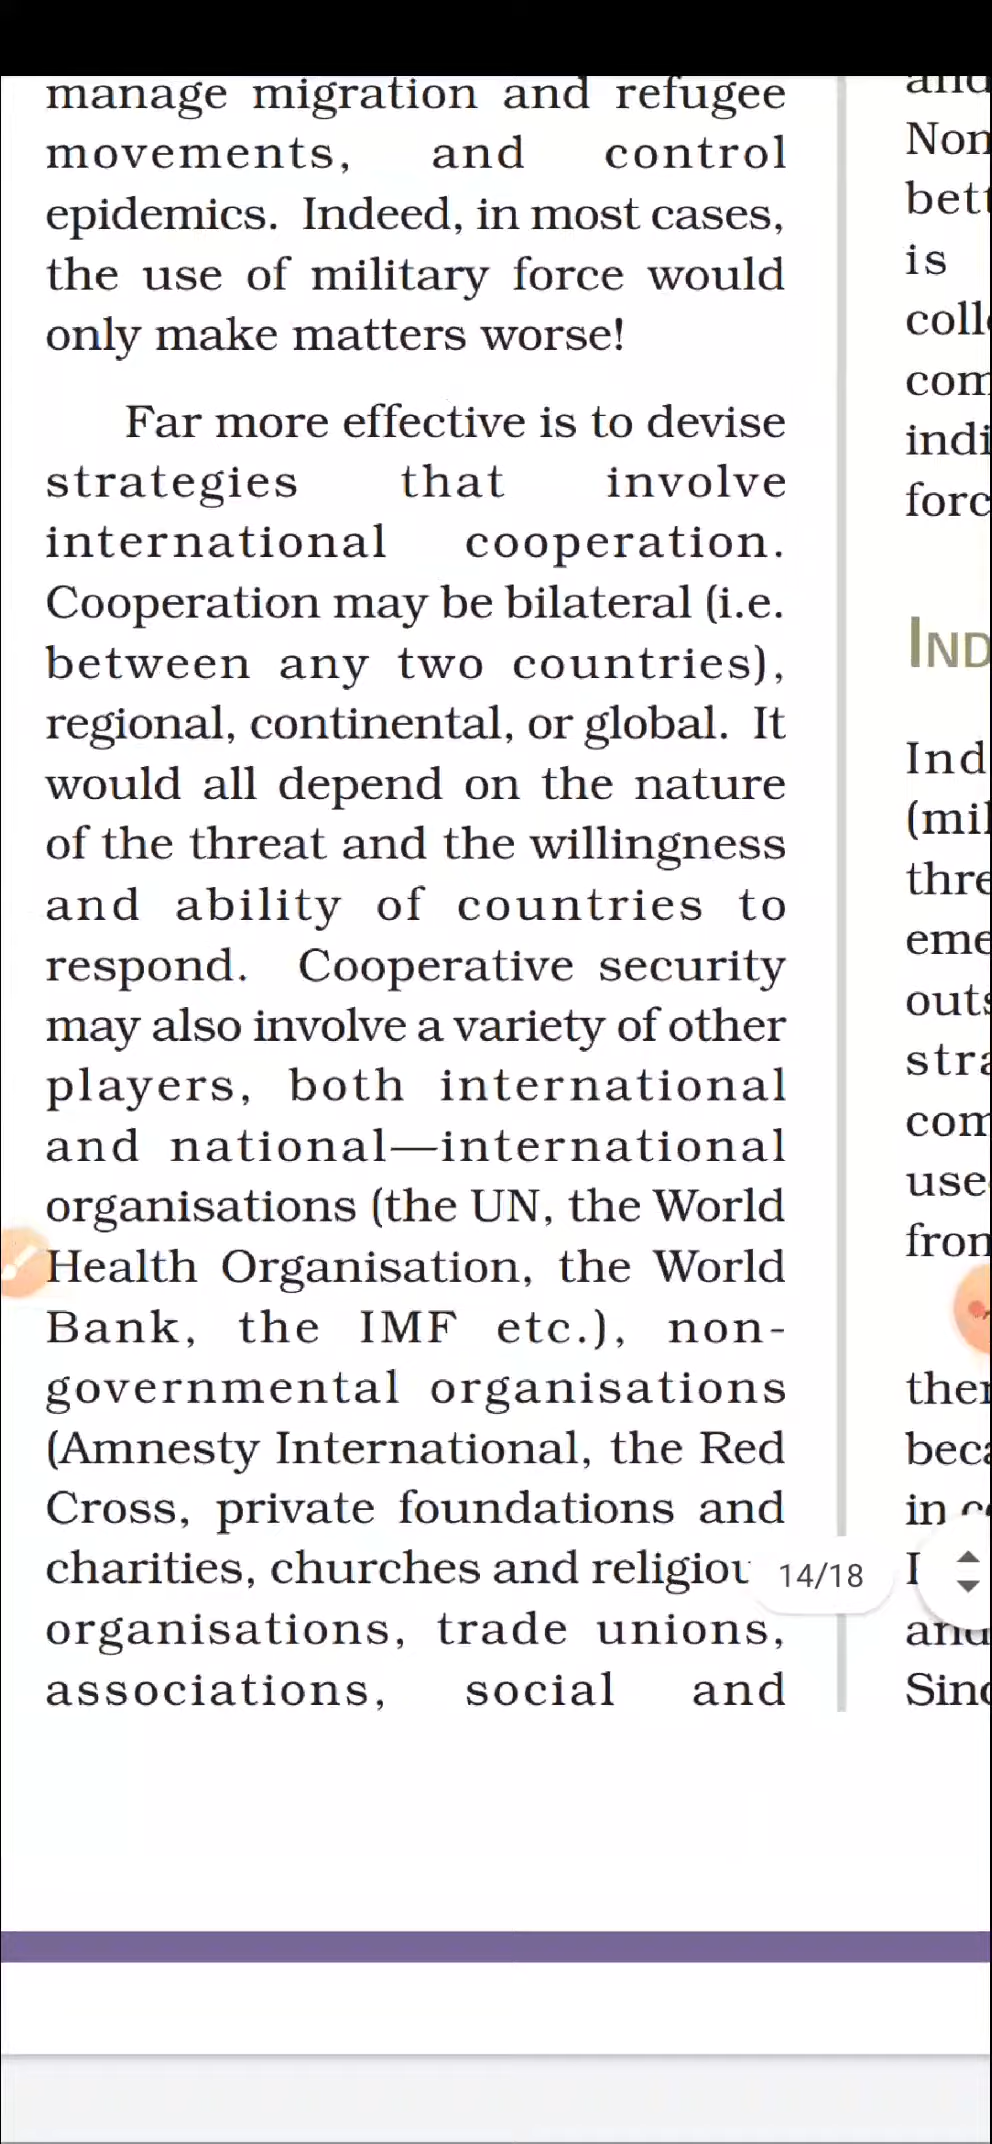 manage migration and refugee
movements, and control
epidemics. Indeed, in most cases,
the use of military force would
only make matters worse!
Far more effective is to devise
strategies that involve
international cooperation.
Cooperation may be bilateral (i.e.
between any two countries),
regional, continental, or global. It
would all depend on the nature
of the threat and the willingness
and ability of countries to
respond. Cooperative security
may also involve a variety of other
players, both international
and national—international
organisations (the UN, the World
Health Organisation, the World
Bank, the IMF etc.), non-
governmental organisations
(Amnesty International, the Red
Cross, private foundations and
charities, churches and
organisations, trade unions,
associations, social and
14/18
is
in